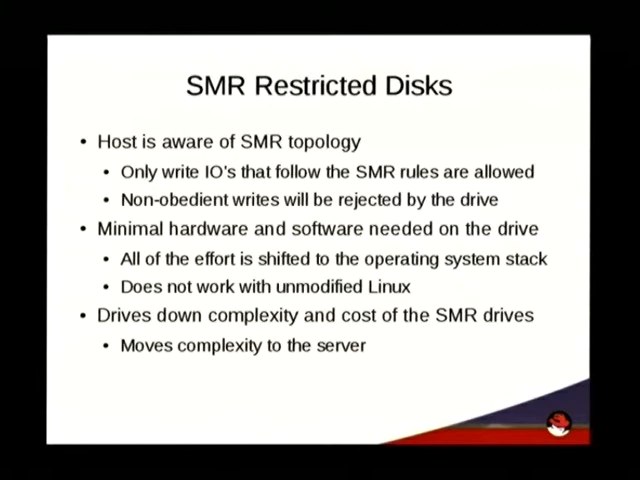 SMR Restricted Disks
• Host is aware of SMR topology
• Only write IO's that follow the SMR rules are allowed
• Non-obedient writes will be rejected by the drive
• Minimal hardware and software needed on the drive
• All of the effort is shifted to the operating system stack
• Does not work with unmodified Linux
• Drives down complexity and cost of the SMR drives
• Moves complexity to the server